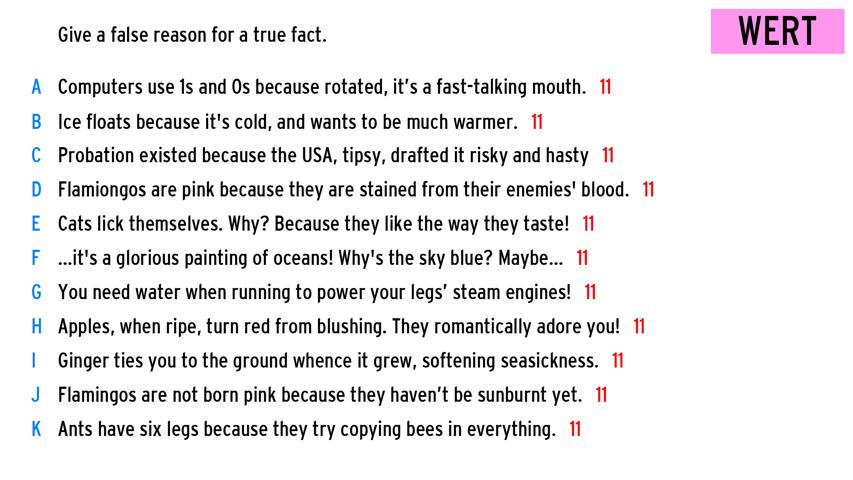 Give a false reason for a true fact.
WERT
A Computers use 1s and 0s because rotated, it's a fast-talking mouth. 11
B Ice floats because it's cold, and wants to be much warmer. 11
C Probation existed because the USA, tipsy, drafted it risky and hasty 11
D Flamiongos are pink because they are stained from their enemies' blood. 11
E Cats lick themselves. Why? Because they like the way they taste! 11
F ...it's a glorious painting of oceans! Why's the sky blue? Maybe... 11
G You need water when running to power your legs' steam engines! 11
H Apples, when ripe, turn red from blushing. They romantically adore you! 11
I Ginger ties you to the ground whence it grew, softening seasickness. 11
J Flamingos are not born pink because they haven't be sunburnt yet. 11
K Ants have six legs because they try copying bees in everything. 11